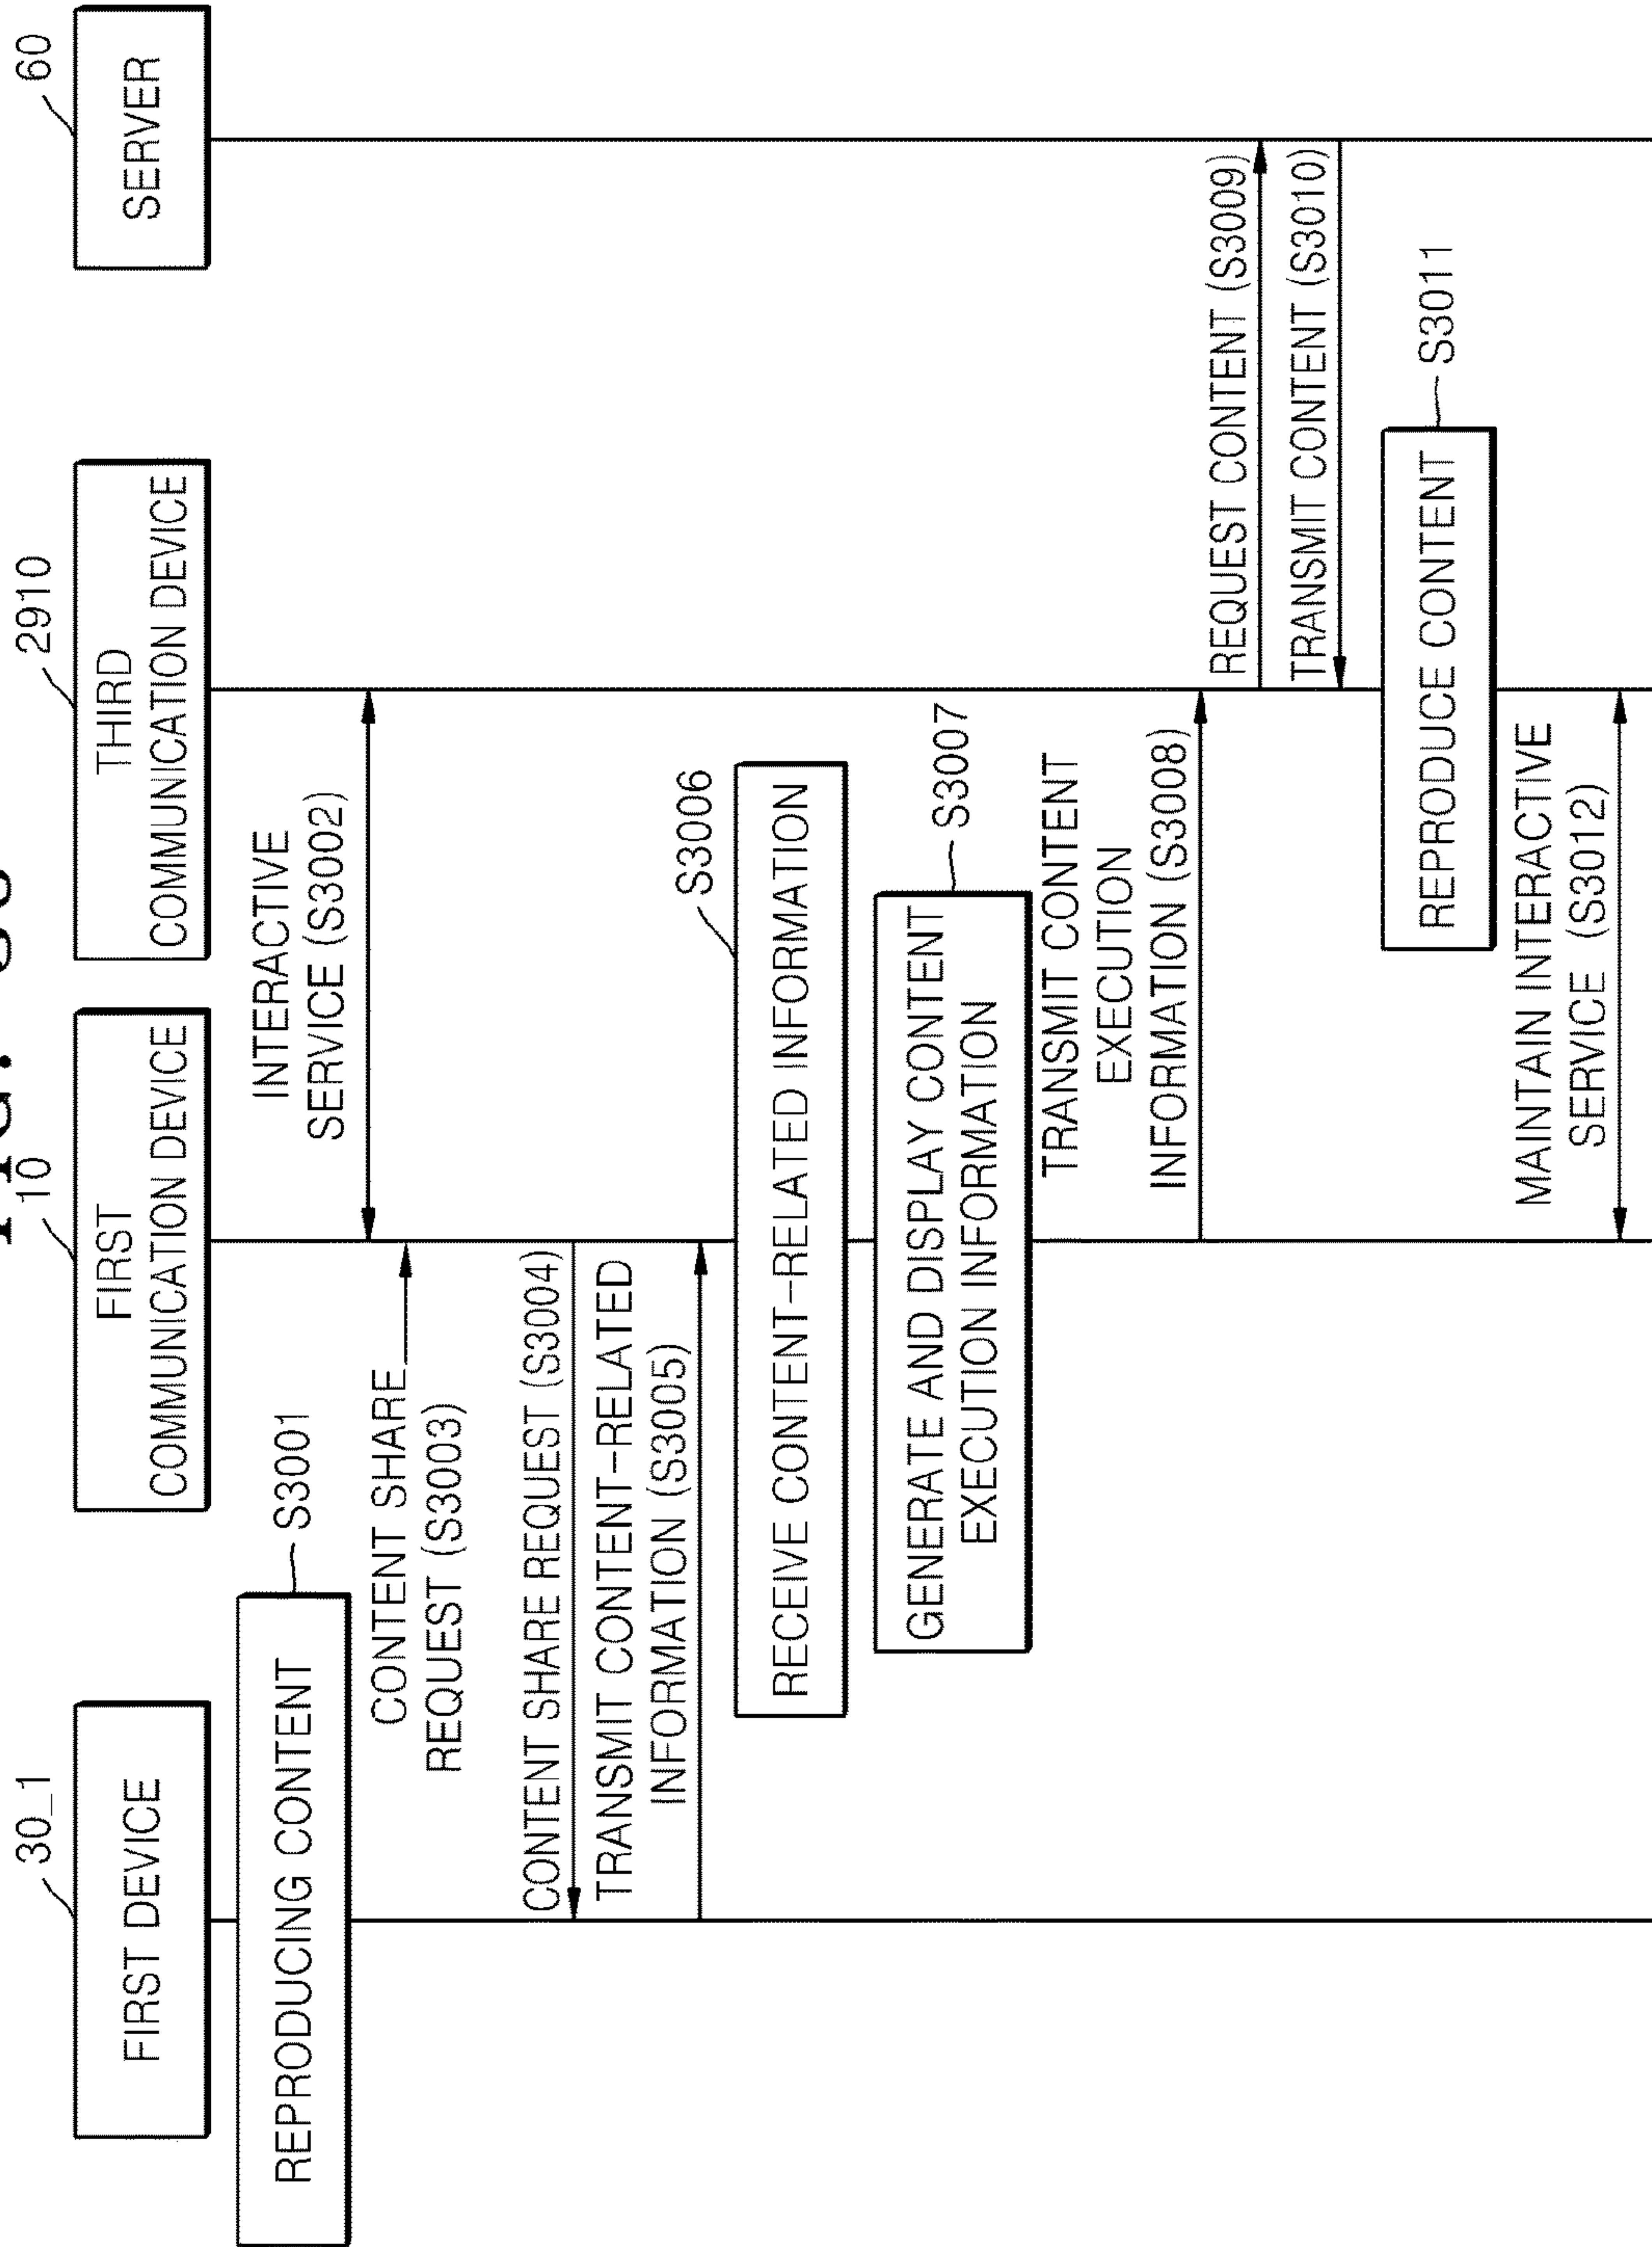 30_1
10
2910
60
FIRST DEVICE
FIRST
COMMUNICATION DEVICE
THIRD
COMMUNICATION DEVICE
SERVER
REPRODUCING CONTENT
S3001
INTERACTIVE
SERVICE (S3002)
CONTENT SHARE
REQUEST (S3003)
CONTENT SHARE REQUEST (S3004)
TRANSMIT CONTENT-RELATED
INFORMATION (S3005)
S3006
RECEIVE CONTENT-RELATED INFORMATION
S3007
GENERATE AND DISPLAY CONTENT
EXECUTION INFORMATION
TRANSMIT CONTENT
EXECUTION
INFORMATION (S3008)
REQUEST CONTENT (S3009)
TRANSMIT CONTENT (S3010)
REPRODUCE CONTENT
S3011
MAINTAIN INTERACTIVE
SERVICE (S3012)